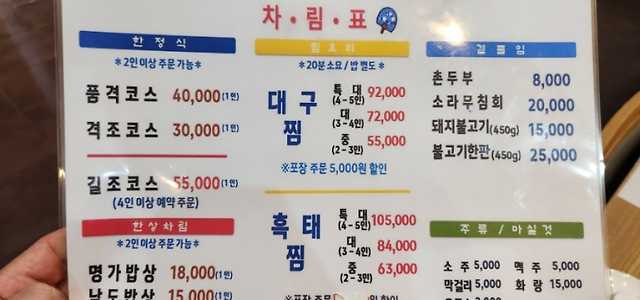 차·림·표
한정식
*2인이상 주문 가능*
품격코스 40,000(1인)
격조코스 30,000(1인)
길조코스 55,000(1인)
(4인이상 예약 주문)
한상차림
*2인이상 주문가능*
명가밥상 18,000(1인)
남도밥상 15,000(1인)
일품요리
*20분 소요/밥 별도*
대구찜
특대 (4-5인) 92,000
대 (3-4인) 72,000
중 (2-3인) 55,000
※포장 주문 5,000원 할인
흑태찜
특대 (4-5인) 105,000
대 (3-4인) 84,000
중 (2-3인) 63,000
※포장 주문
원 할인
곁들임
촌두부 8,000
소라무침회 20,000
돼지불고기(450g) 15,000
불고기한판(450g) 25,000
주류 / 마실것
소주 5,000 맥주 5,000
막걸리 5,000 화랑 15,000